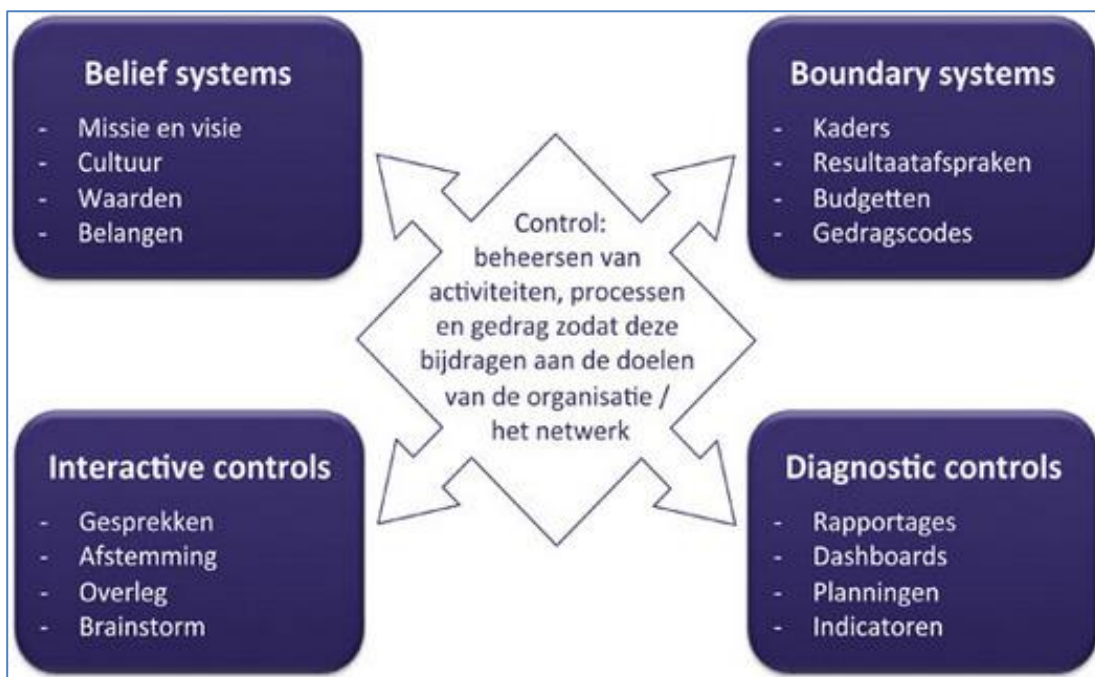 Belief systems
- Missie en visie
- Cultuur
- Waarden
- Belangen
Boundary systems
- Kaders
- Resultaatafspraken
- Budgetten
- Gedragscodes
Control:
beheersen van
activiteiten, processen
en gedrag zodat deze
bijdragen aan de doelen
van de organisatie /
het netwerk
Interactive controls
- Gesprekken
- Afstemming
- Overleg
- Brainstorm
Diagnostic controls
- Rapportages
- Dashboards
- Planningen
- Indicatoren